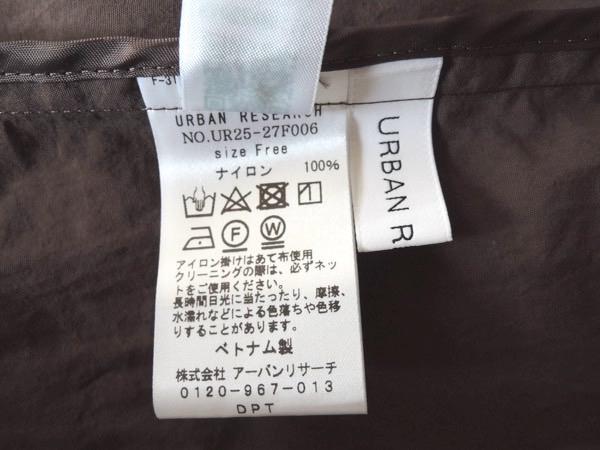 URBAN RESEARCH
NO.UR25-27F006
size Free
ナイロン 100%
アイロン掛けはあて布使用
クリーニングの際は、必ずネッ
トをご使用ください。
長時間日光に当たったり、摩擦、
水濡れなどによる色落ちや色移
りすることがあります。
ベトナム製
株式会社 アーバンリサーチ
0120-967-013
DPT
URBAN R